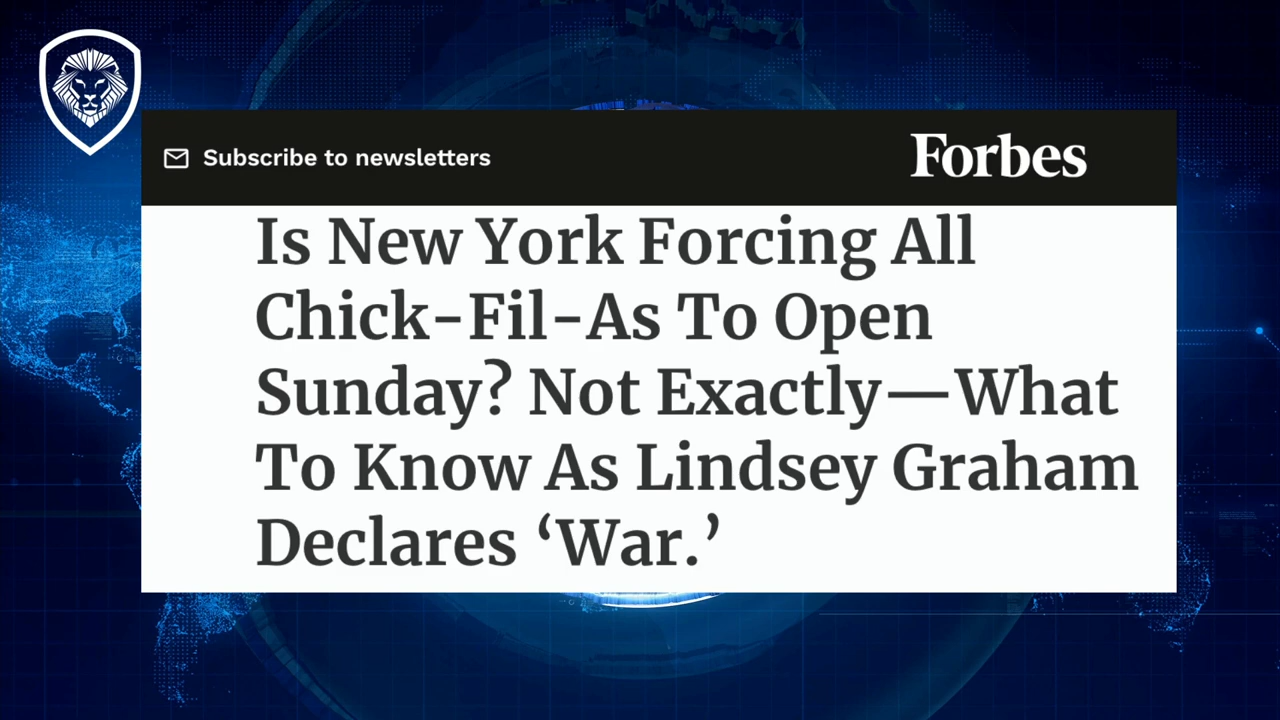 Subscribe to newsletters
Forbes
Is New York Forcing All
Chick-Fil-As To Open
Sunday? Not Exactly—What
To Know As Lindsey Graham
Declares ‘War.’